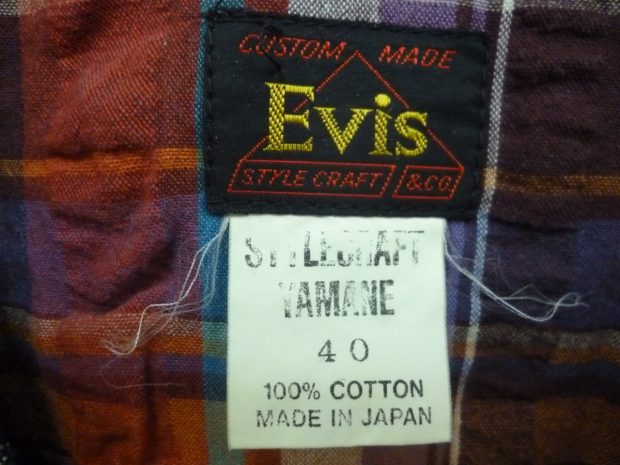 CUSTOM MADE
Evis
STYLE CRAFT & CO
STYLECRAFT
YAMANE
40
100% COTTON
MADE IN JAPAN